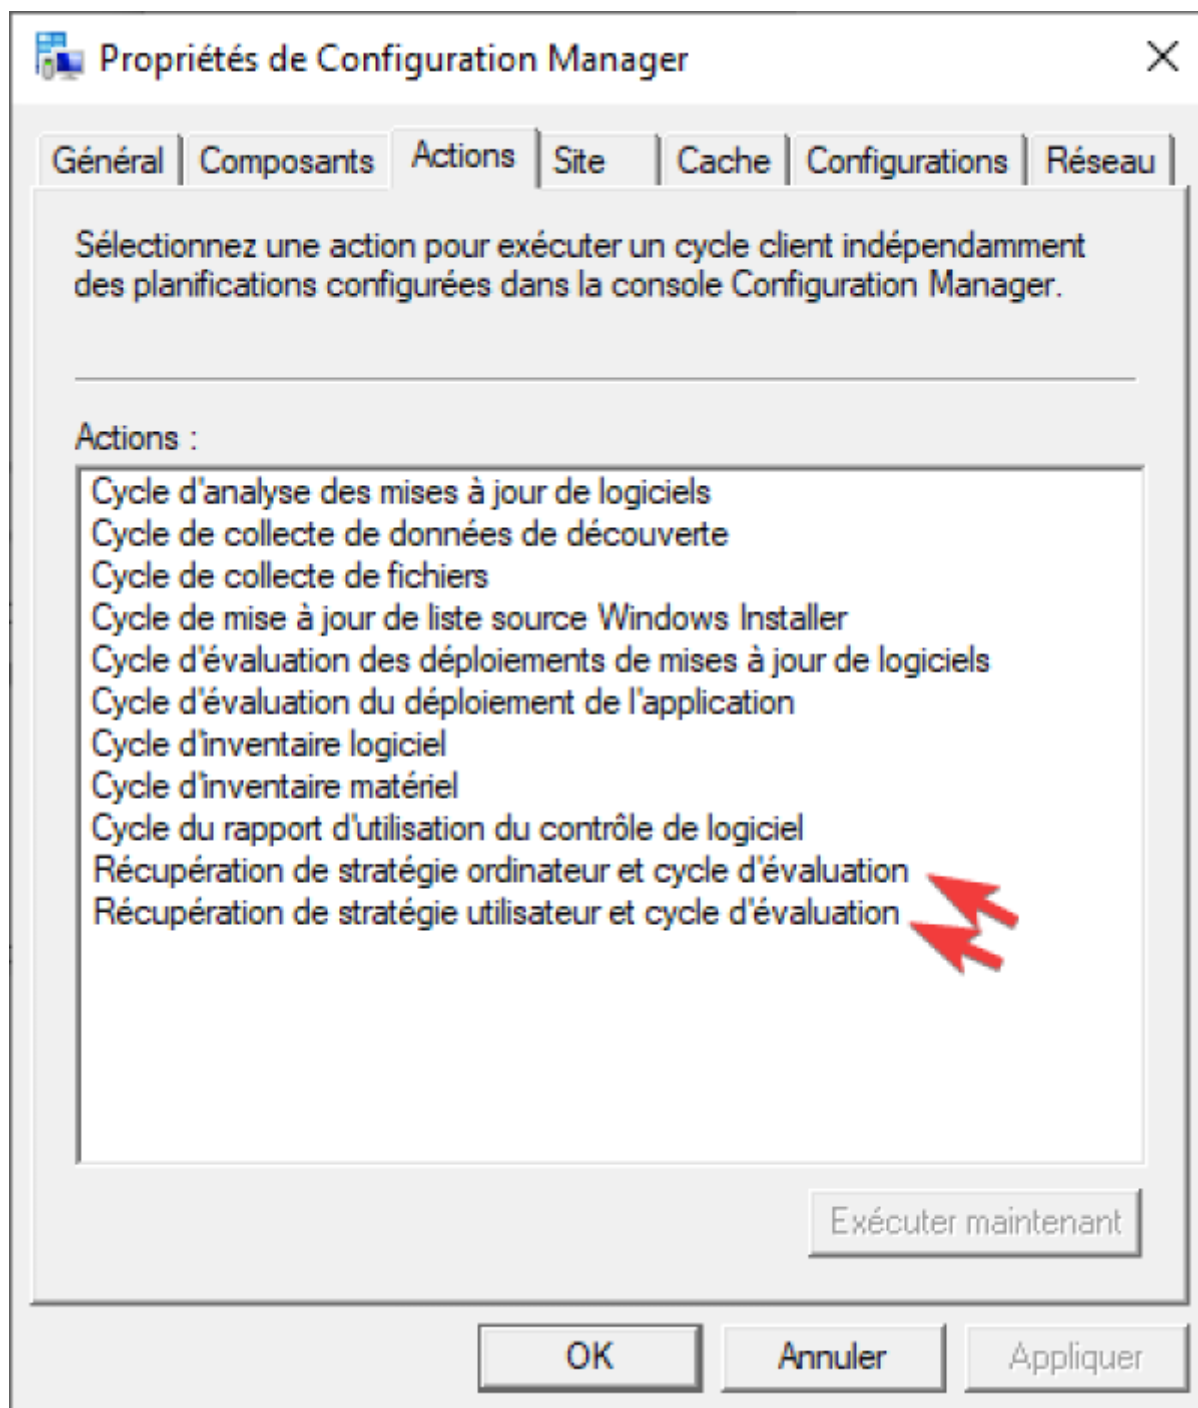 Propriétés de Configuration Manager
Général Composants Actions Site Cache Configurations Réseau
Sélectionnez une action pour exécuter un cycle client indépendamment
des planifications configurées dans la console Configuration Manager.
Actions :
Cycle d'analyse des mises à jour de logiciels
Cycle de collecte de données de découverte
Cycle de collecte de fichiers
Cycle de mise à jour de liste source Windows Installer
Cycle d'évaluation des déploiements de mises à jour de logiciels
Cycle d'évaluation du déploiement de l'application
Cycle d'inventaire logiciel
Cycle d'inventaire matériel
Cycle du rapport d'utilisation du contrôle de logiciel
Récupération de stratégie ordinateur et cycle d'évaluation
Récupération de stratégie utilisateur et cycle d'évaluation
Exécuter maintenant
OK Annuler Appliquer